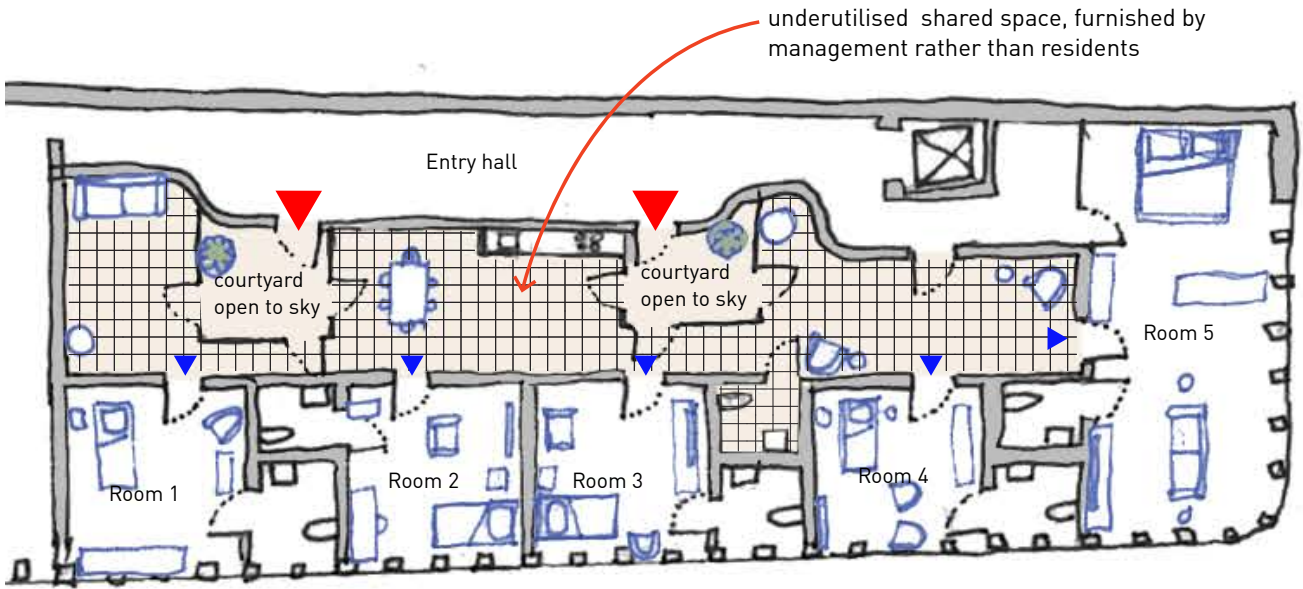 underutilised shared space, furnished by
management rather than residents
Entry hall
courtyard
open to sky
courtyard
open to sky
Room 5
Room 1
Room 2
Room 3
Room 4